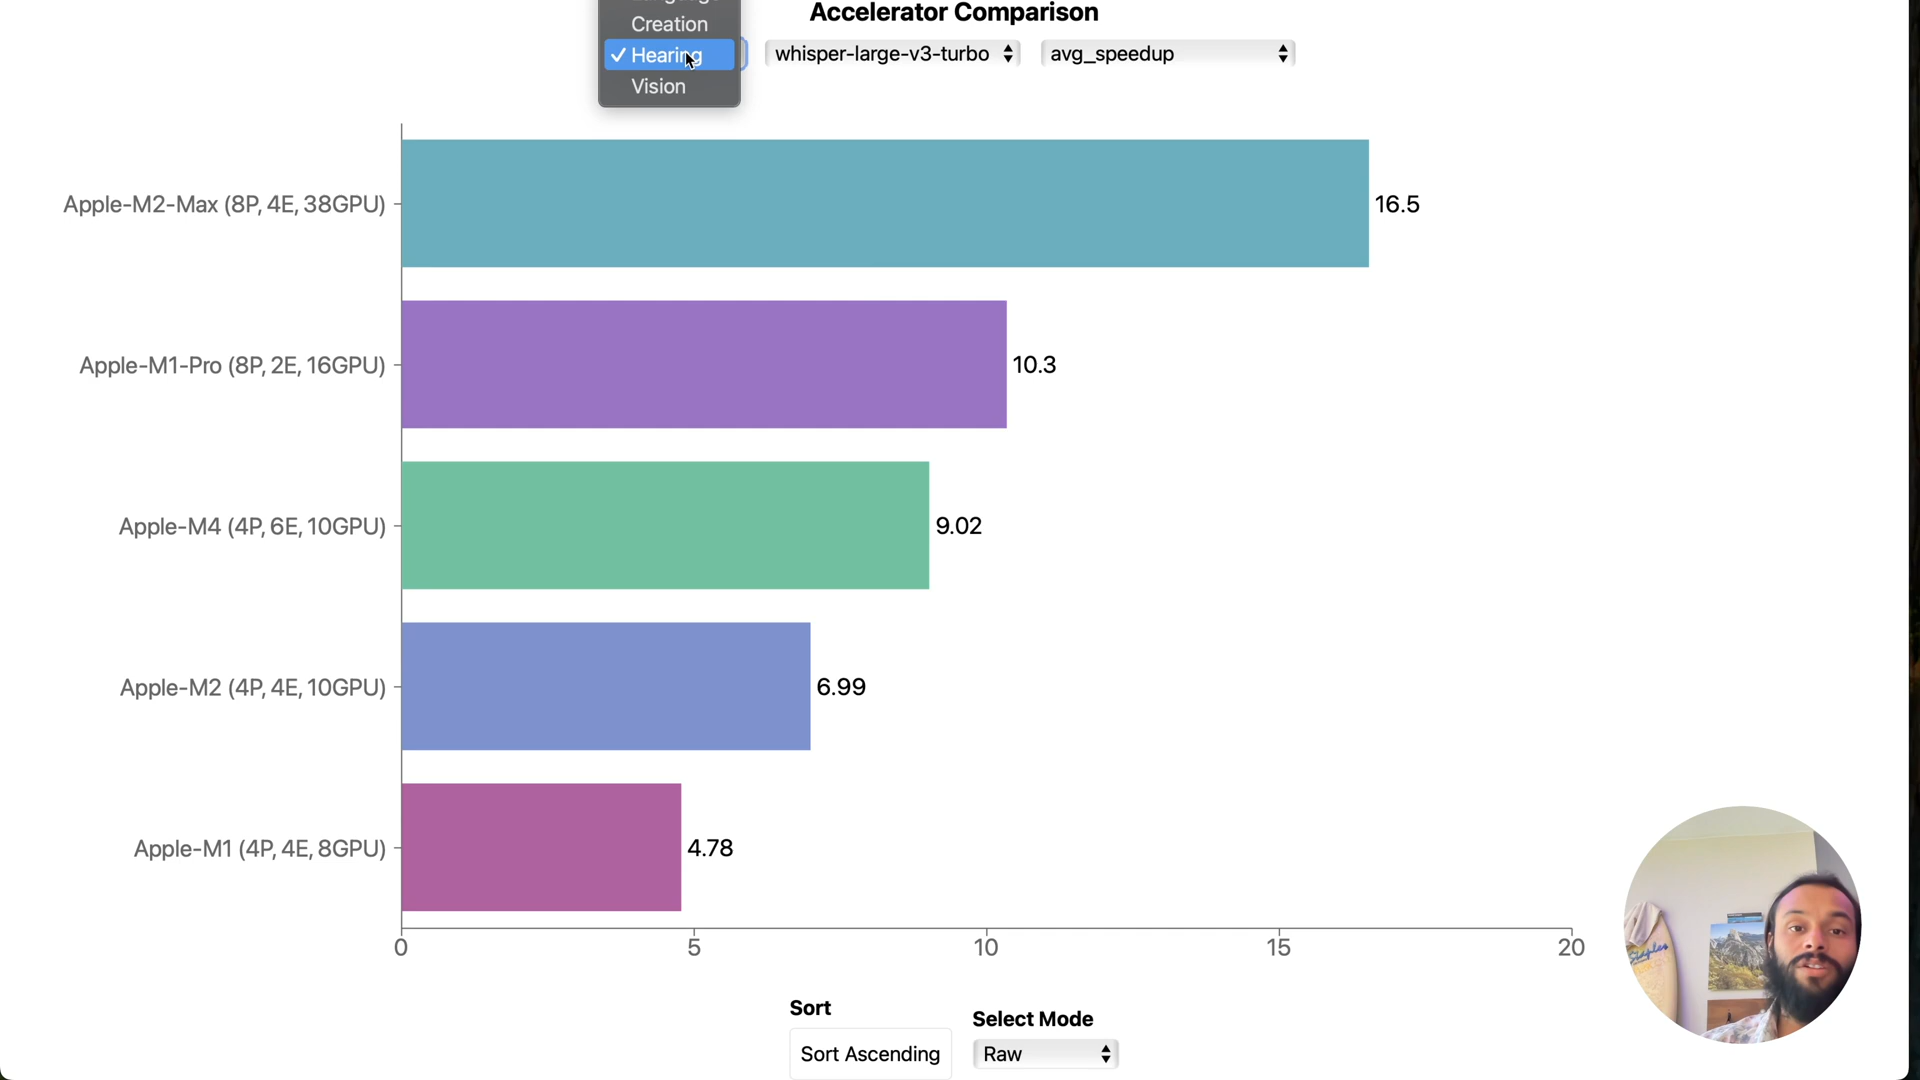 Accelerator Comparison
Language
Creation
✓ Hearing
Vision
whisper-large-v3-turbo
avg_speedup
Apple-M2-Max (8P, 4E, 38GPU)
16.5
Apple-M1-Pro (8P, 2E, 16GPU)
10.3
Apple-M4 (4P, 6E, 10GPU)
9.02
Apple-M2 (4P, 4E, 10GPU)
6.99
Apple-M1 (4P, 4E, 8GPU)
4.78
0 5 10 15 20
Sort
Sort Ascending
Select Mode
Raw